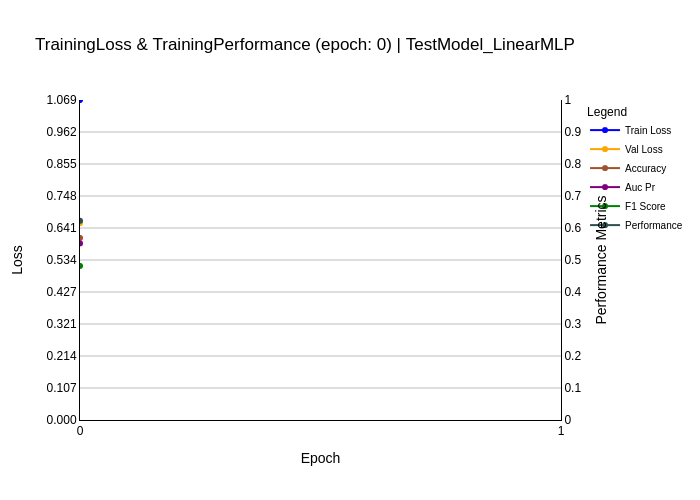 TrainingLoss & TrainingPerformance (epoch: 0) | TestModel_LinearMLP
1.069
0.962
0.855
0.748
0.641
0.534
0.427
0.321
0.214
0.107
0.000
Loss
0
1
Epoch
1
0.9
0.8
0.7
0.6
0.5
0.4
0.3
0.2
0.1
0
Performance Metrics
Legend
Train Loss
Val Loss
Accuracy
Auc Pr
F1 Score
Performance